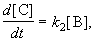 d[C]/dt = k₂[B],